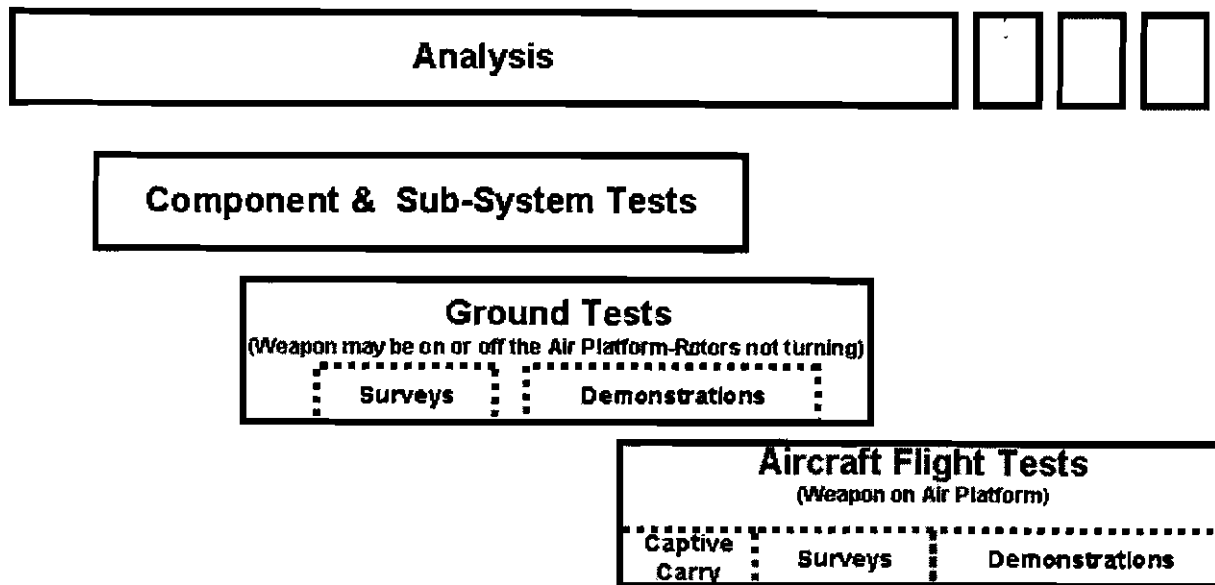 Analysis
Component & Sub-System Tests
Ground Tests
(Weapon may be on or off the Air Platform-Rotors not turning)
Surveys
Demonstrations
Aircraft Flight Tests
(Weapon on Air Platform)
Captive
Carry
Surveys
Demonstrations